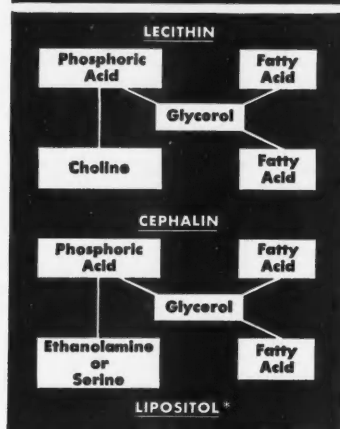 LECITHIN
Phosphoric Acid
Fatty Acid
Glycerol
Choline
Fatty Acid
CEPHALIN
Phosphoric Acid
Fatty Acid
Glycerol
Ethanolamine or Serine
Fatty Acid
LIPOSITOL*